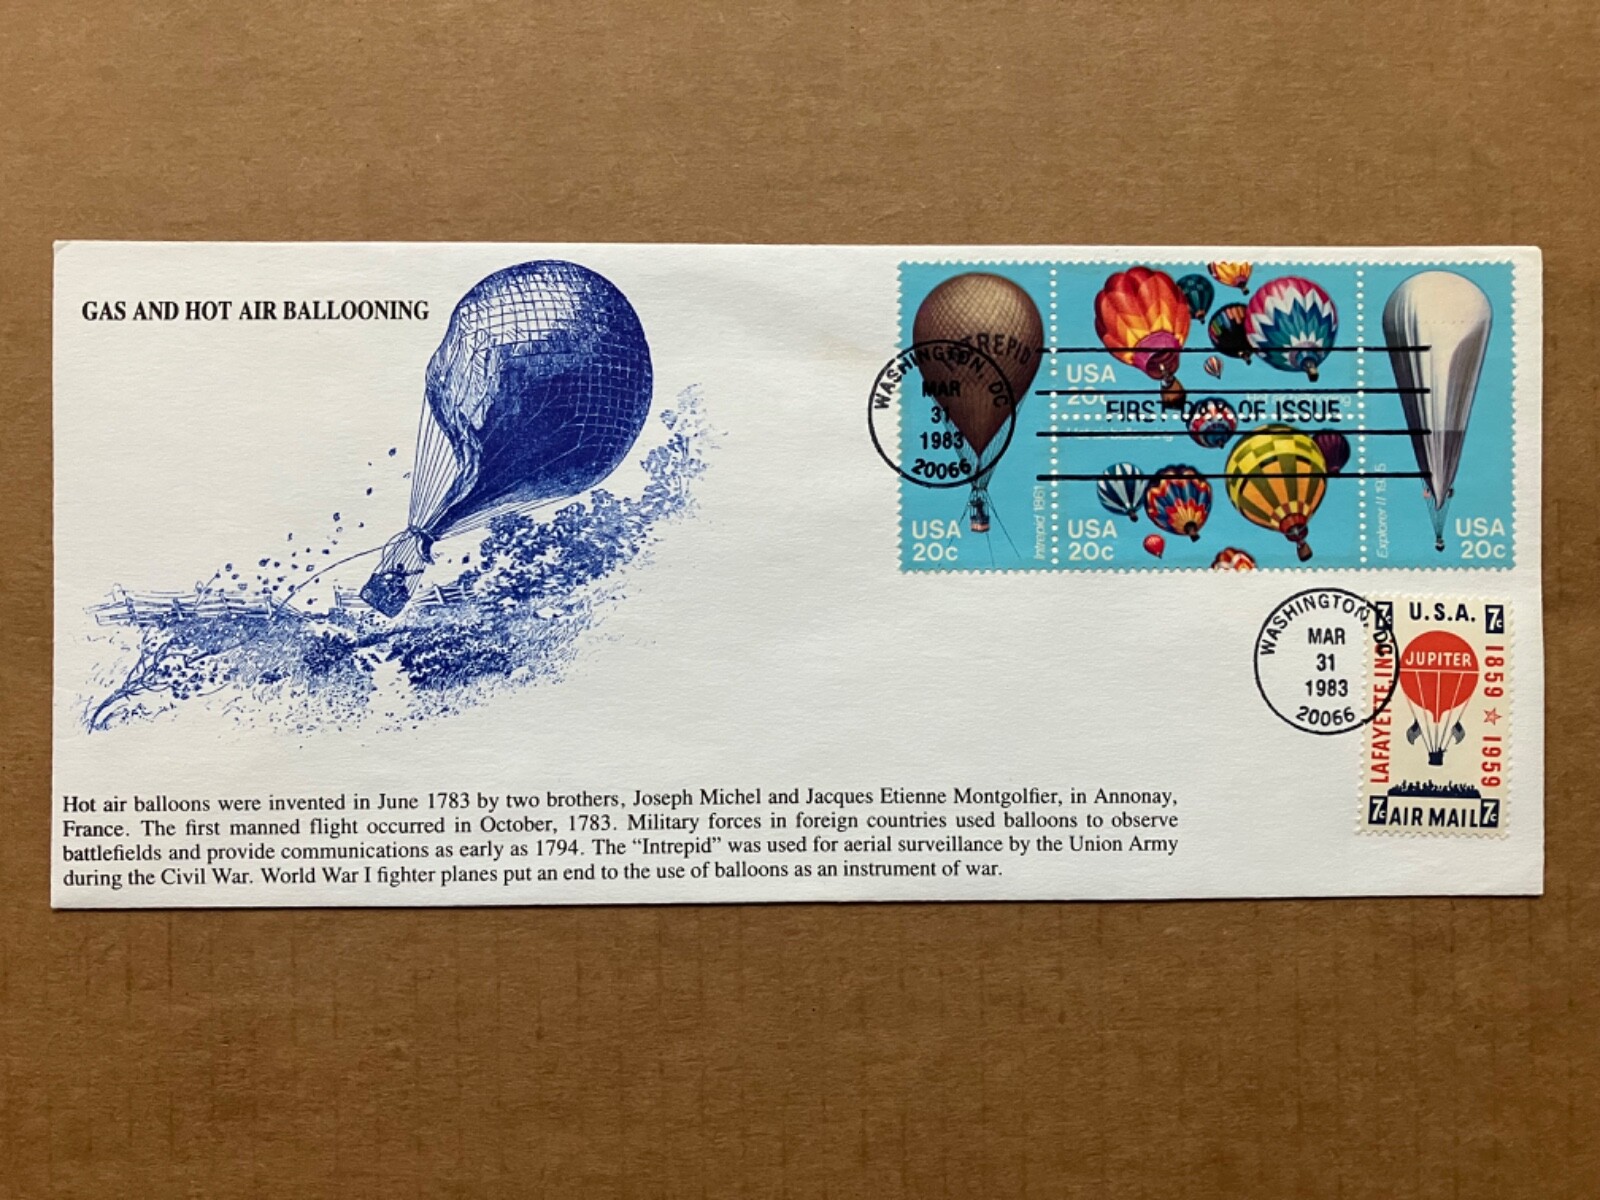 GAS AND HOT AIR BALLOONING
INTREPID
WASHINGTON, DC
MAR
31
1983
20066
FIRST DAY OF ISSUE
USA
20c
Intrepid 1861
USA
20c
USA
20c
Explorer II 1935
USA
20c
WASHINGTON, DC
MAR
31
1983
20066
7c U.S.A. 7c
LAFAYETTE, IND.
JUPITER
1859 ☆ 1959
7c AIR MAIL 7c
Hot air balloons were invented in June 1783 by two brothers, Joseph Michel and Jacques Etienne Montgolfier, in Annonay,
France. The first manned flight occurred in October, 1783. Military forces in foreign countries used balloons to observe
battlefields and provide communications as early as 1794. The “Intrepid” was used for aerial surveillance by the Union Army
during the Civil War. World War I fighter planes put an end to the use of balloons as an instrument of war.